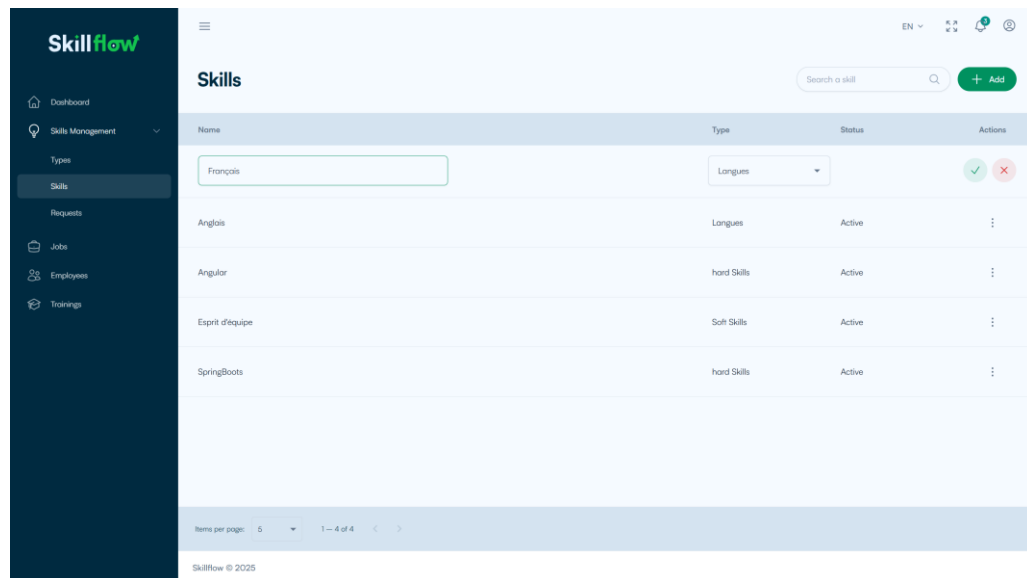 Skillflow
EN
3
Skills
Search a skill
+ Add
Dashboard
Skills Management
Types
Skills
Requests
Jobs
Employees
Trainings
Name Type Status Actions
Français Langues
Anglais Langues Active
Angular hard Skills Active
Esprit d'équipe Soft Skills Active
SpringBoots hard Skills Active
Items per page: 5 1 – 4 of 4
Skillflow © 2025